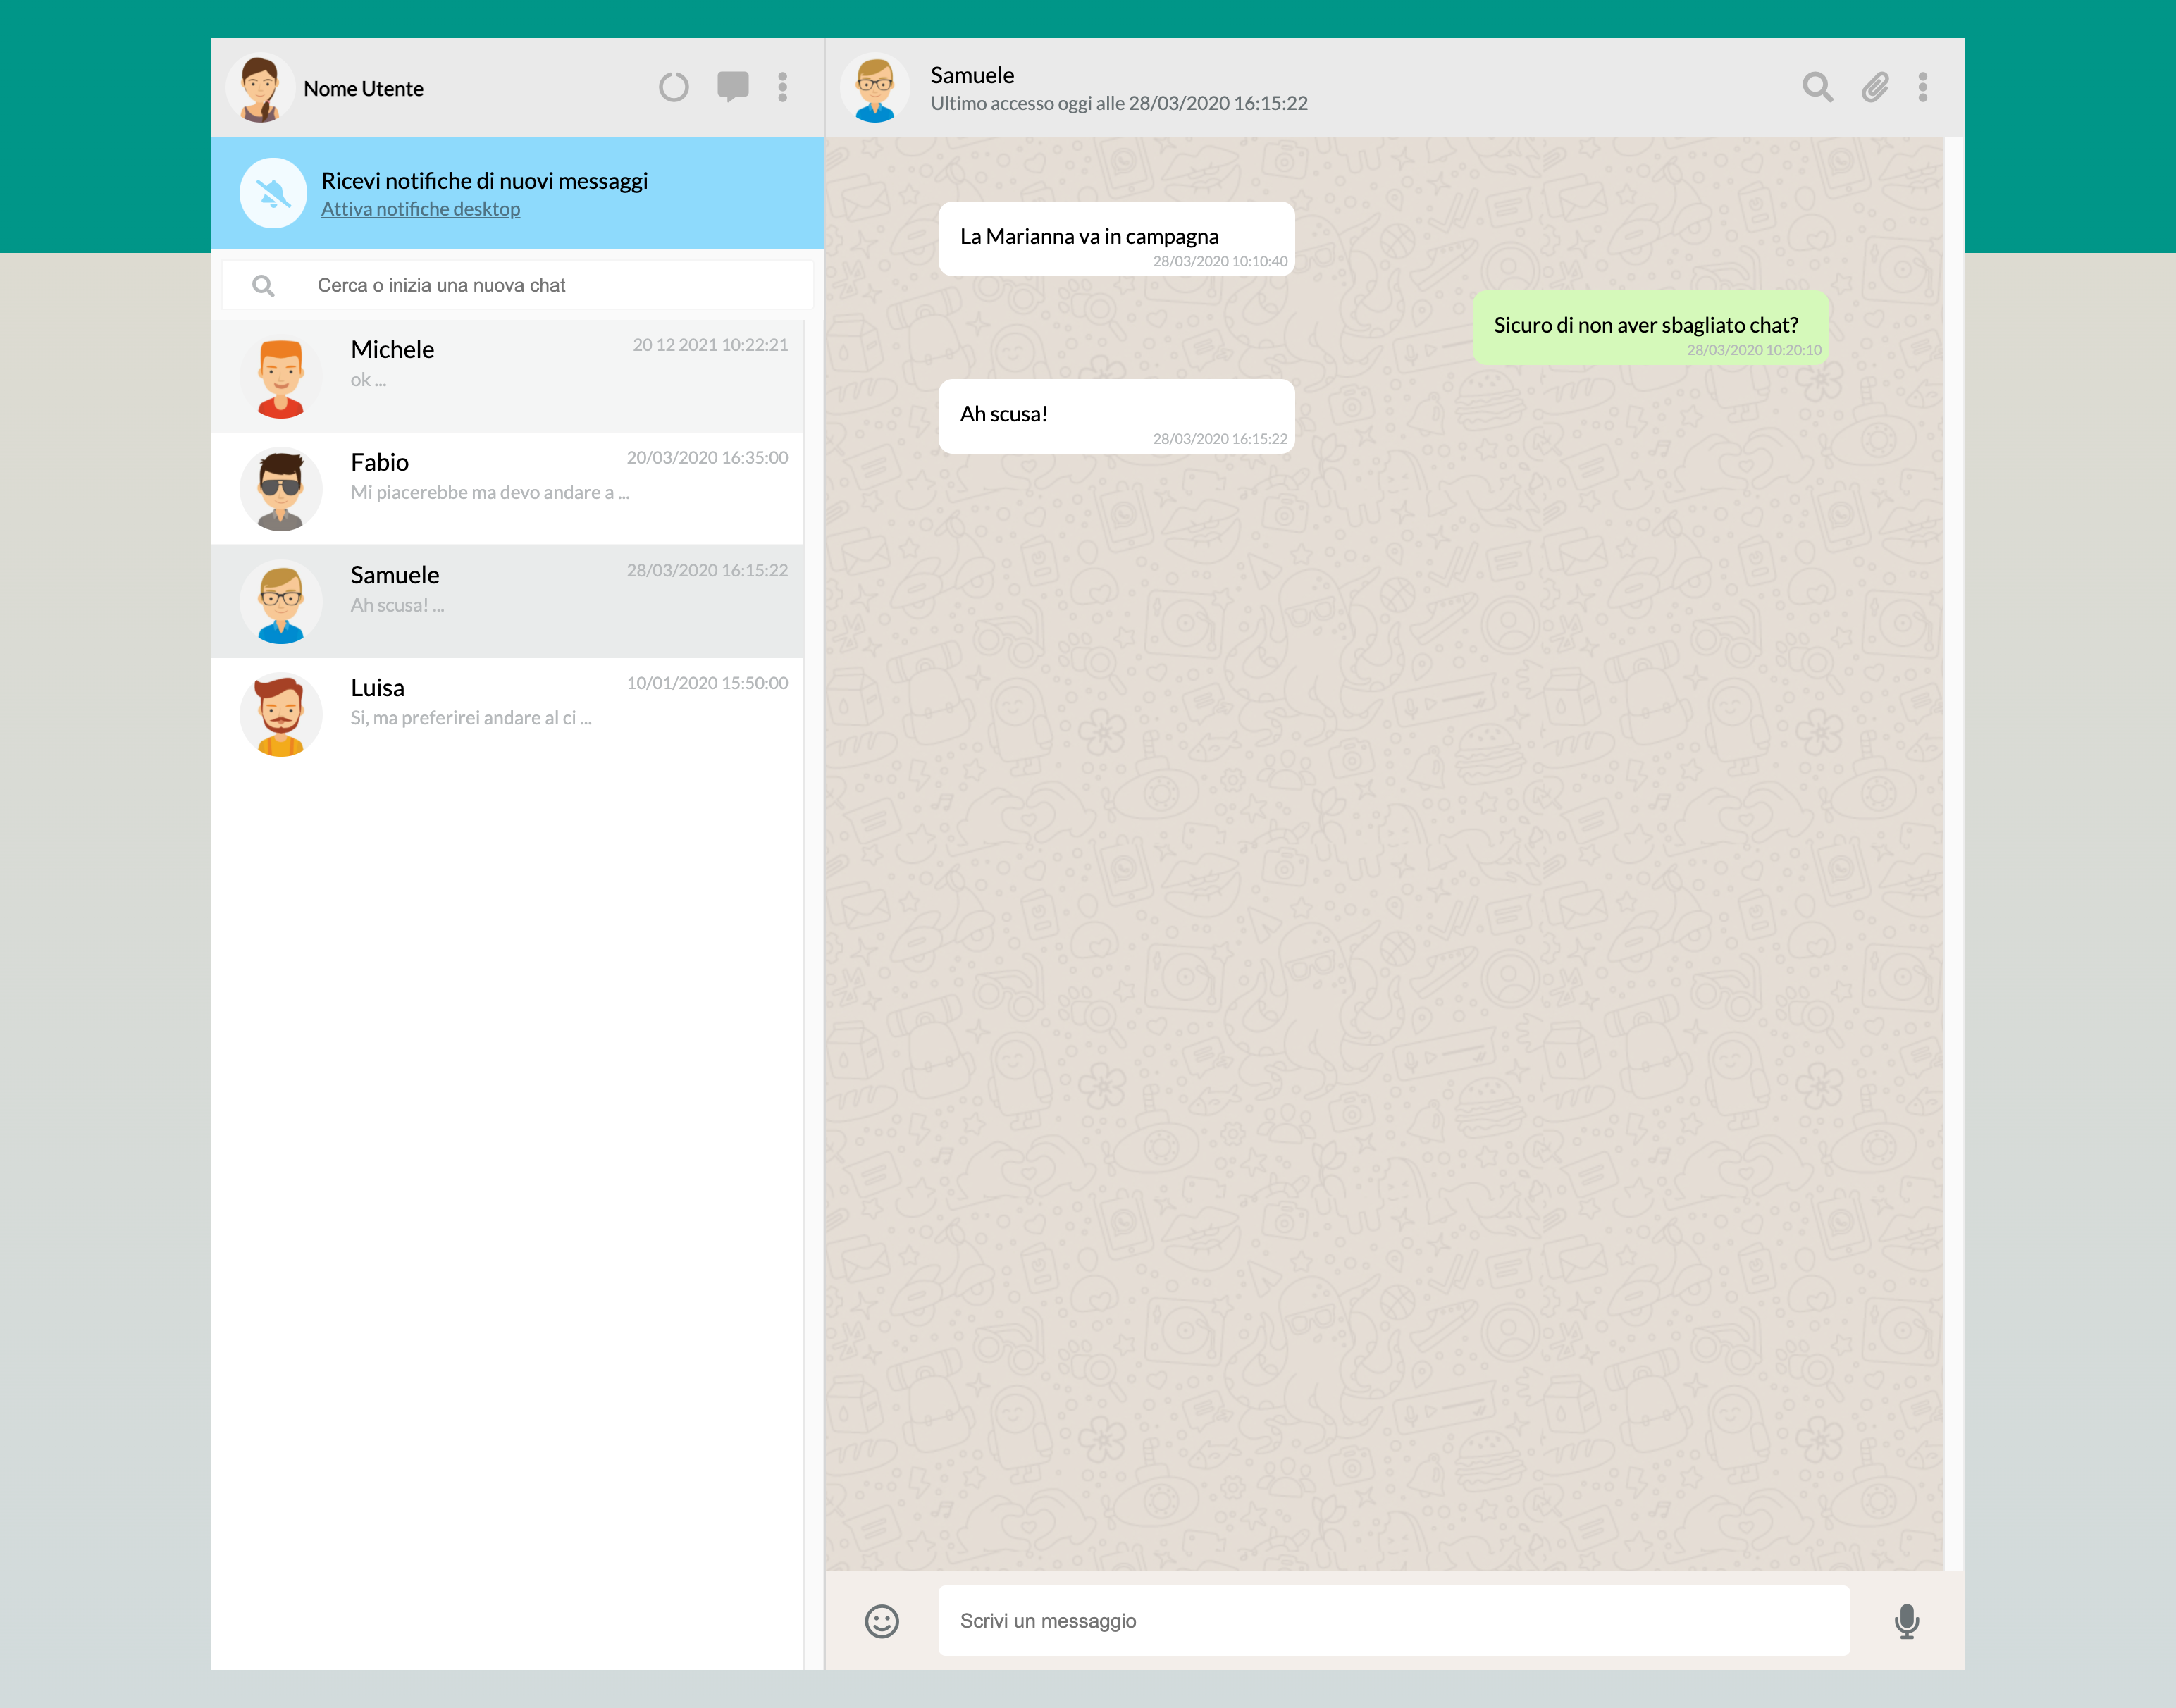 Nome Utente
Ricevi notifiche di nuovi messaggi
Attiva notifiche desktop
Cerca o inizia una nuova chat
Michele
20 12 2021 10:22:21
ok ...
Fabio
20/03/2020 16:35:00
Mi piacerebbe ma devo andare a ...
Samuele
28/03/2020 16:15:22
Ah scusa! ...
Luisa
10/01/2020 15:50:00
Si, ma preferirei andare al ci ...
Samuele
Ultimo accesso oggi alle 28/03/2020 16:15:22
La Marianna va in campagna
28/03/2020 10:10:40
Sicuro di non aver sbagliato chat?
28/03/2020 10:20:10
Ah scusa!
28/03/2020 16:15:22
Scrivi un messaggio